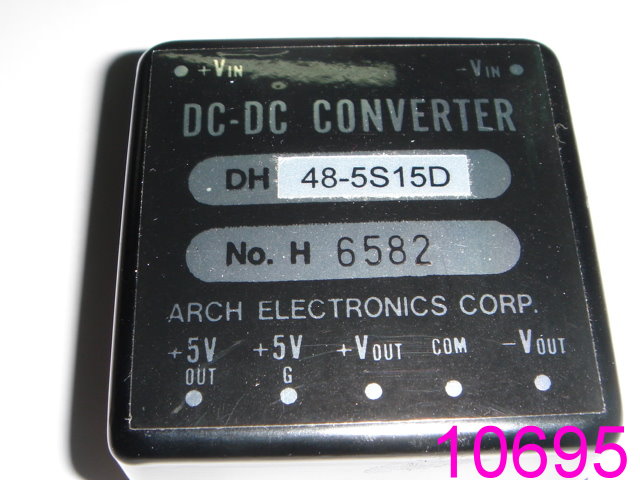 +VIN -VIN
DC-DC CONVERTER
DH 48-5S15D
No. H 6582
ARCH ELECTRONICS CORP.
+5V +5V +VOUT COM -VOUT
OUT G
10695